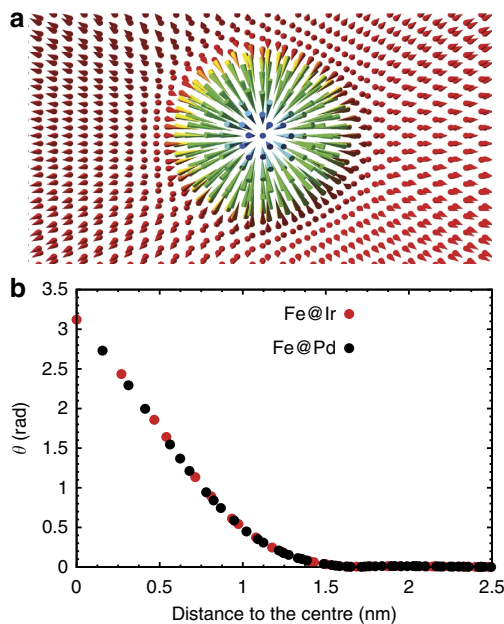 a
b
3.5
3
2.5
2
1.5
1
0.5
0
θ (rad)
Fe@Ir
Fe@Pd
0 0.5 1 1.5 2 2.5
Distance to the centre (nm)